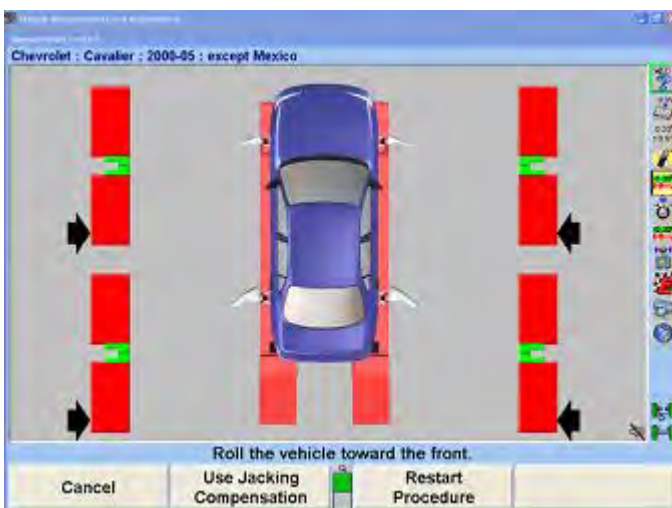 Chevrolet : Cavalier : 2000-05 : except Mexico
Roll the vehicle toward the front.
Cancel
Use Jacking
Compensation
Restart
Procedure